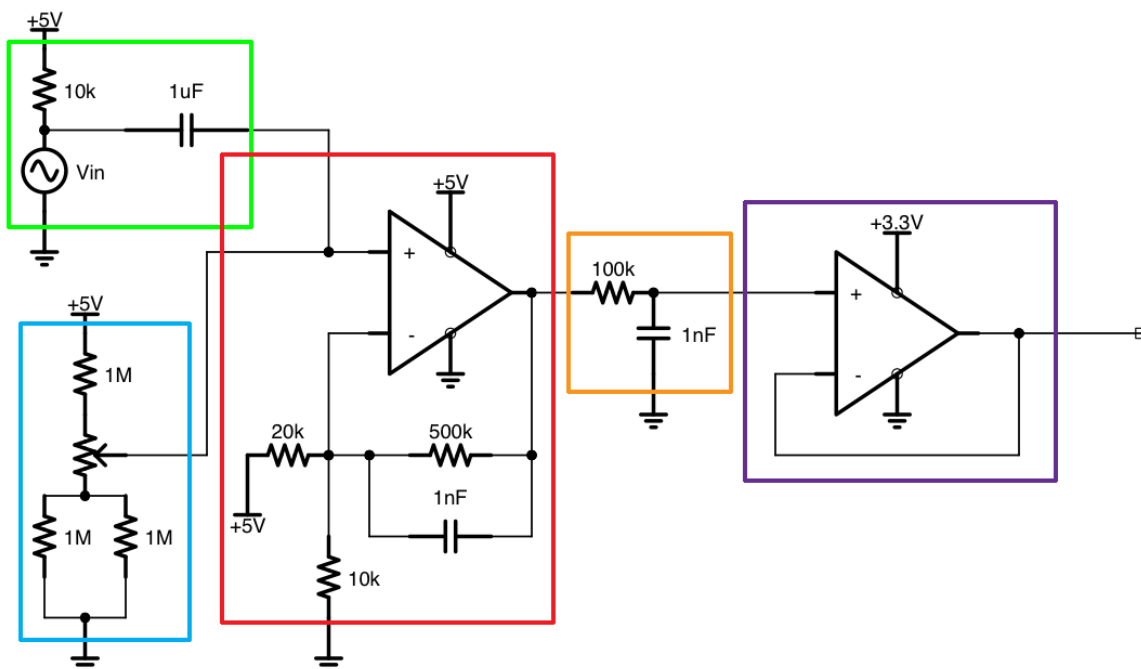 +5V
10k
1uF
Vin
+5V
+3.3V
+
-
100k
1nF
+
-
+5V
1M
20k
500k
1nF
+5V
1M
1M
10k